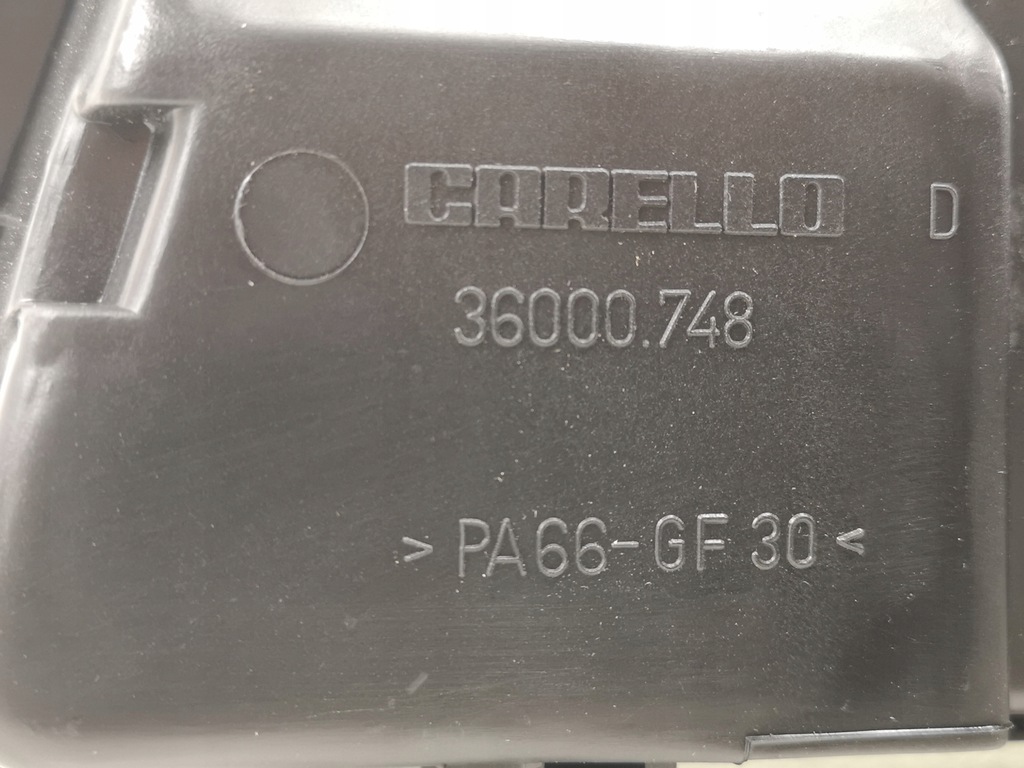 CARELLO D
36000.748
> PA66-GF 30 <